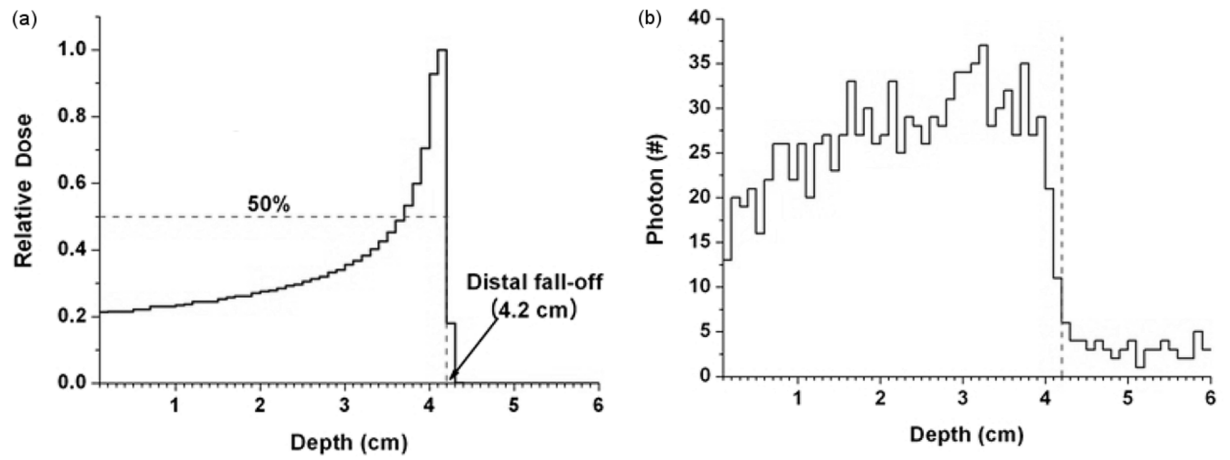 (a)
Relative Dose
1.0
0.8
0.6
0.4
0.2
0.0
50%
Distal fall-off
(4.2 cm)
1 2 3 4 5 6
Depth (cm)
(b)
Photon (#)
40
35
30
25
20
15
10
5
0
1 2 3 4 5 6
Depth (cm)